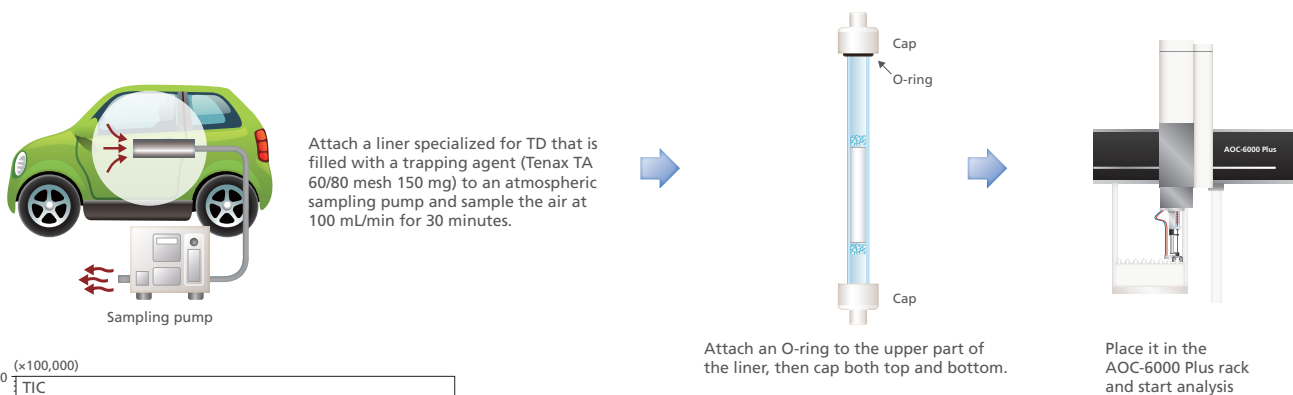 Attach a liner specialized for TD that is
filled with a trapping agent (Tenax TA
60/80 mesh 150 mg) to an atmospheric
sampling pump and sample the air at
100 mL/min for 30 minutes.
Sampling pump
Cap
O-ring
Cap
Attach an O-ring to the upper part of
the liner, then cap both top and bottom.
AOC-6000 Plus
Place it in the
AOC-6000 Plus rack
and start analysis
(×100,000)
TIC